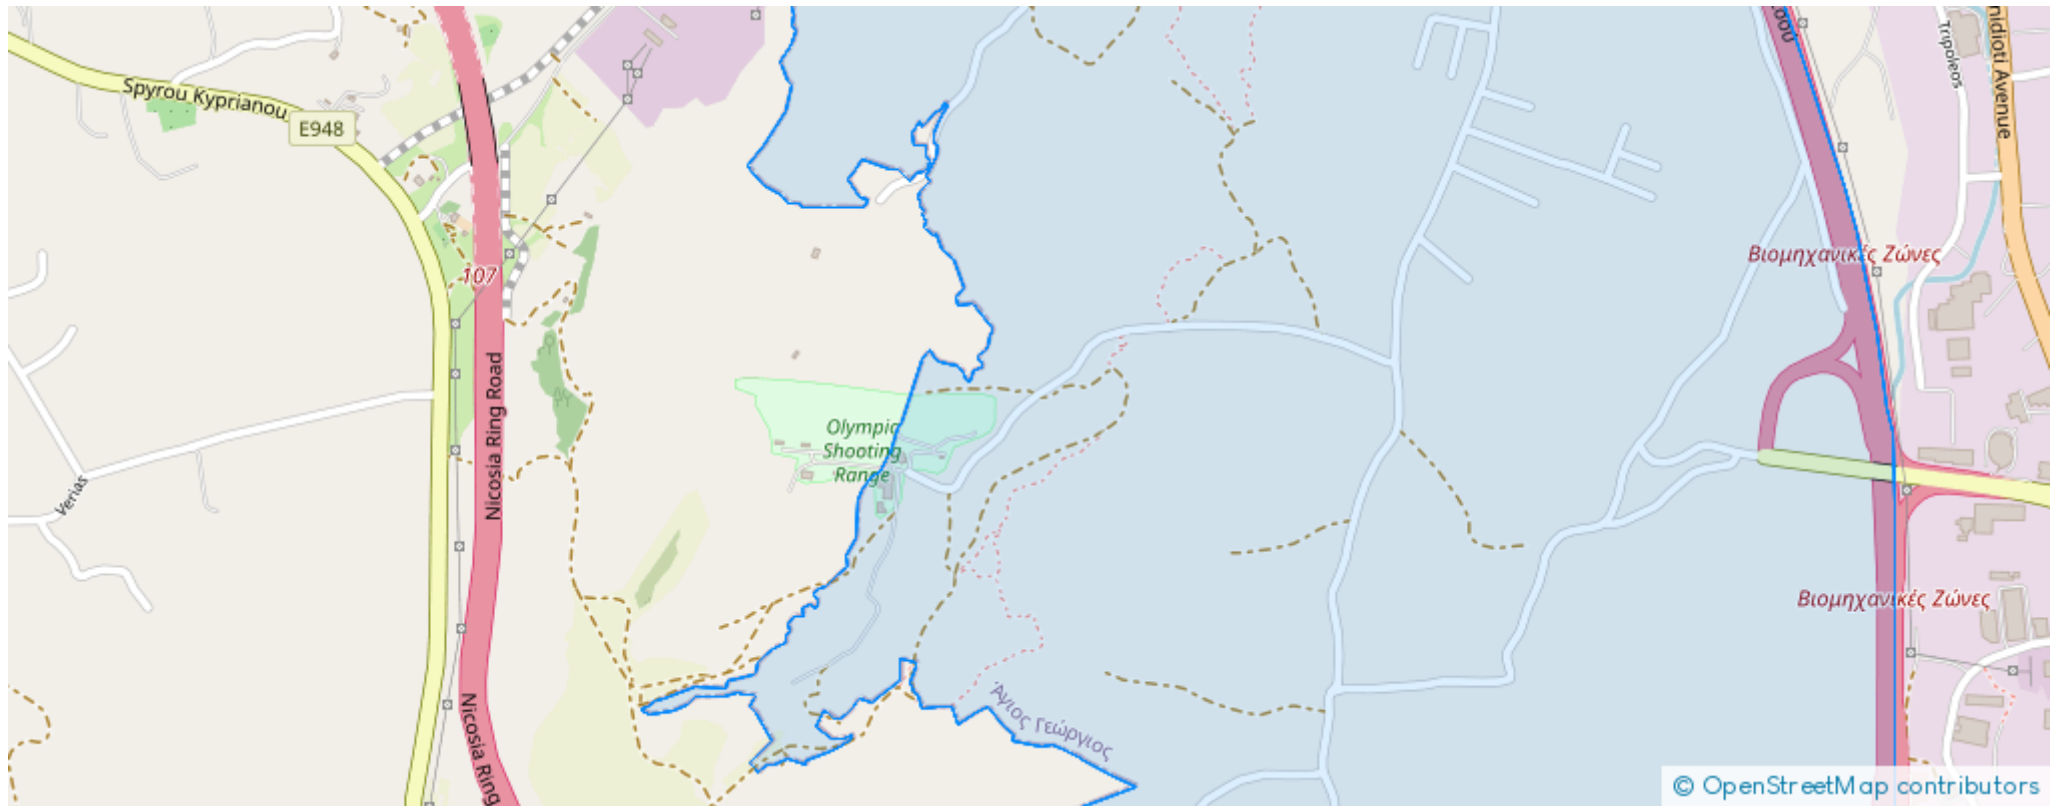 Spyrou Kyprianou
E948
107
Nicosia Ring Road
Nicosia Ring
Verias
Olympic
Shooting
Range
Άγιος Γεώργιος
Tripoleos
Avenue
Βιομηχανικές Ζώνες
Βιομηχανικές Ζώνες
© OpenStreetMap contributors